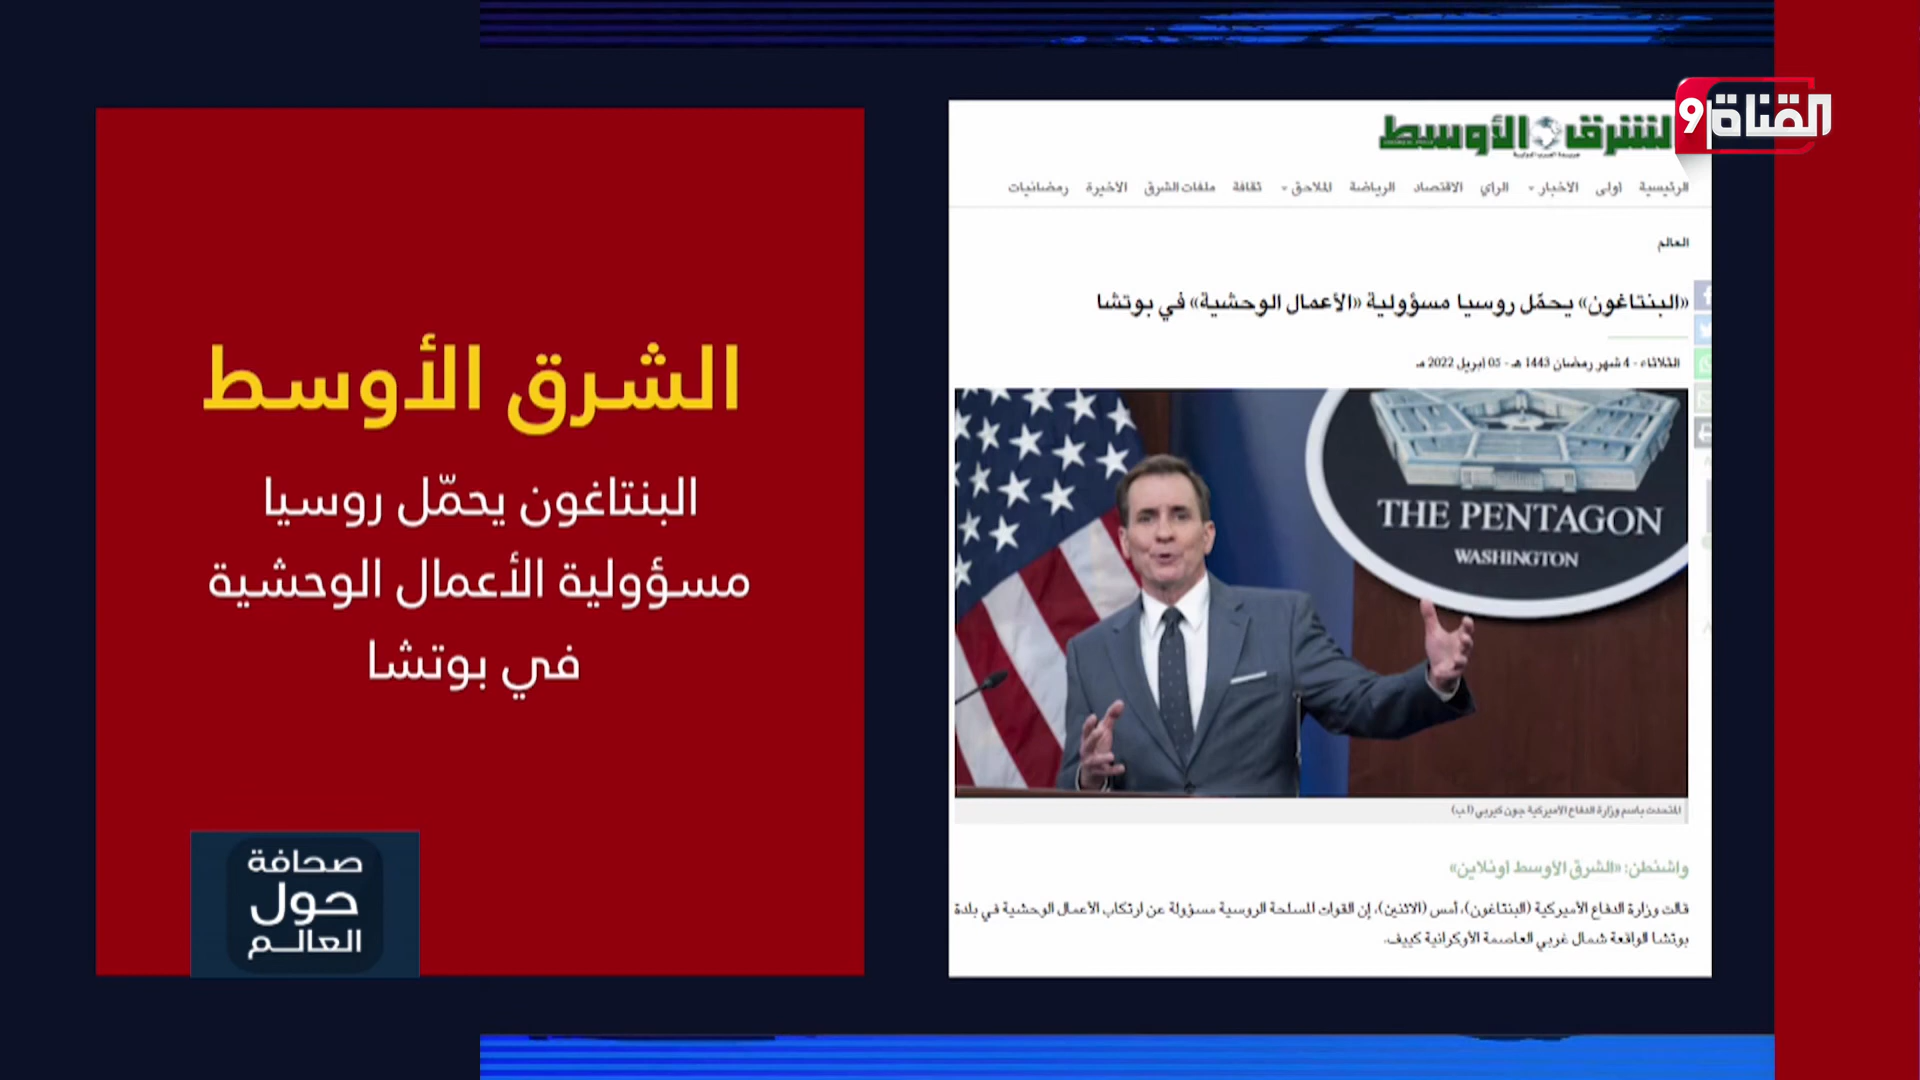 القناة 9
الشرق الأوسط
البنتاغون يحمّل روسيا
مسؤولية الأعمال الوحشية
في بوتشا
صحافة
حول
العالم
لشرق الأوسط
الرئيسية أولى الأخبار الرأي الاقتصاد الرياضة الملاحق ثقافة ملفات الشرق الأخيرة رمضانيات
العالم
«البنتاغون» يحمّل روسيا مسؤولية «الأعمال الوحشية» في بوتشا
الثلاثاء - 4 شهر رمضان 1443 هـ - 05 أبريل 2022 مـ
THE PENTAGON
WASHINGTON
المتحدث باسم وزارة الدفاع الأميركية جون كيربي (أ.ب)
واشنطن: «الشرق الأوسط أونلاين»
قالت وزارة الدفاع الأميركية (البنتاغون)، أمس (الاثنين)، إن القوات المسلحة الروسية مسؤولة عن ارتكاب الأعمال الوحشية في بلدة
بوتشا الواقعة شمال غربي العاصمة الأوكرانية كييف.